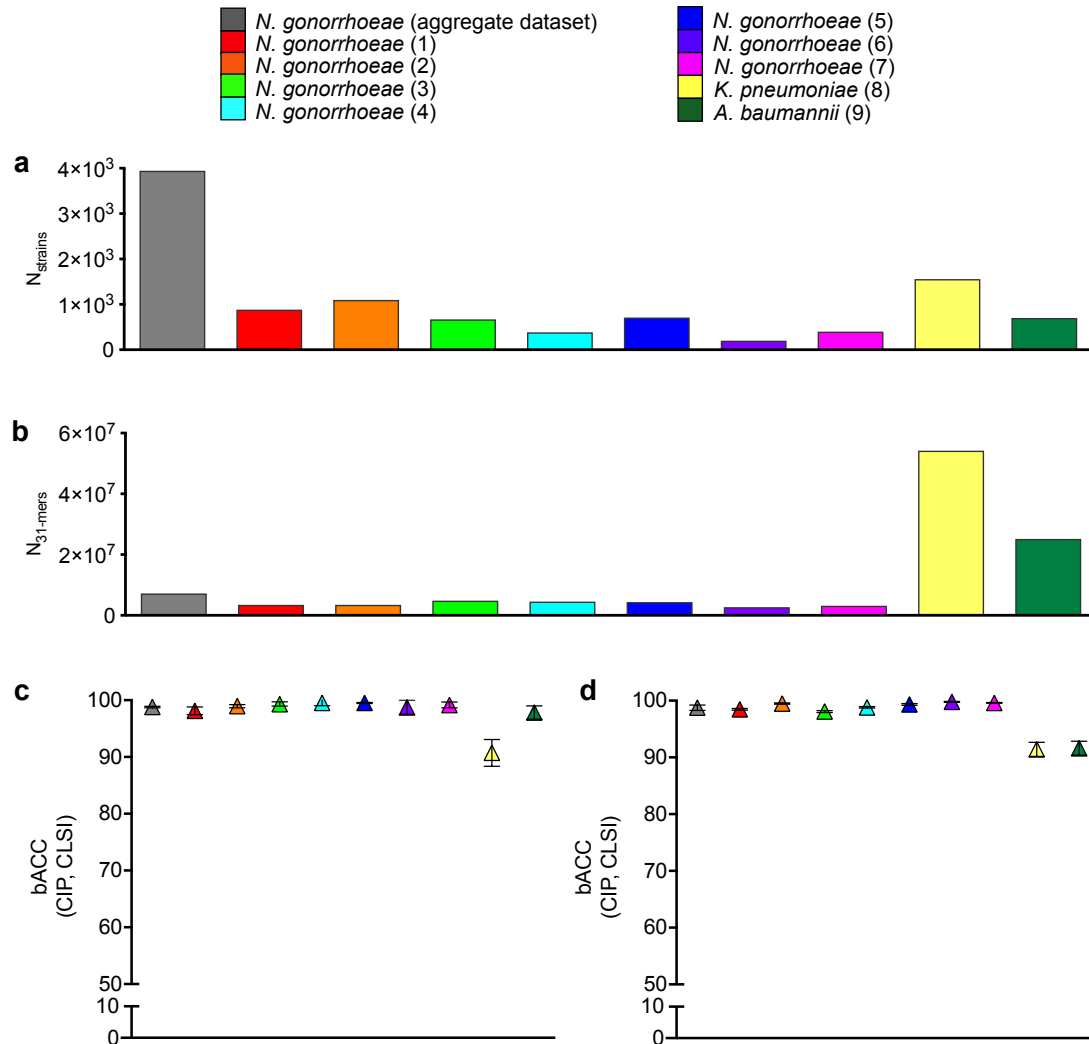 N. gonorrhoeae (aggregate dataset)
N. gonorrhoeae (1)
N. gonorrhoeae (2)
N. gonorrhoeae (3)
N. gonorrhoeae (4)
N. gonorrhoeae (5)
N. gonorrhoeae (6)
N. gonorrhoeae (7)
K. pneumoniae (8)
A. baumannii (9)
a
4×10³
3×10³
2×10³
1×10³
0
N_strains
b
6×10⁷
4×10⁷
2×10⁷
0
N_31-mers
c
100
90
80
70
60
50
10
0
bACC
(CIP, CLSI)
d
100
90
80
70
60
50
10
0
bACC
(CIP, CLSI)